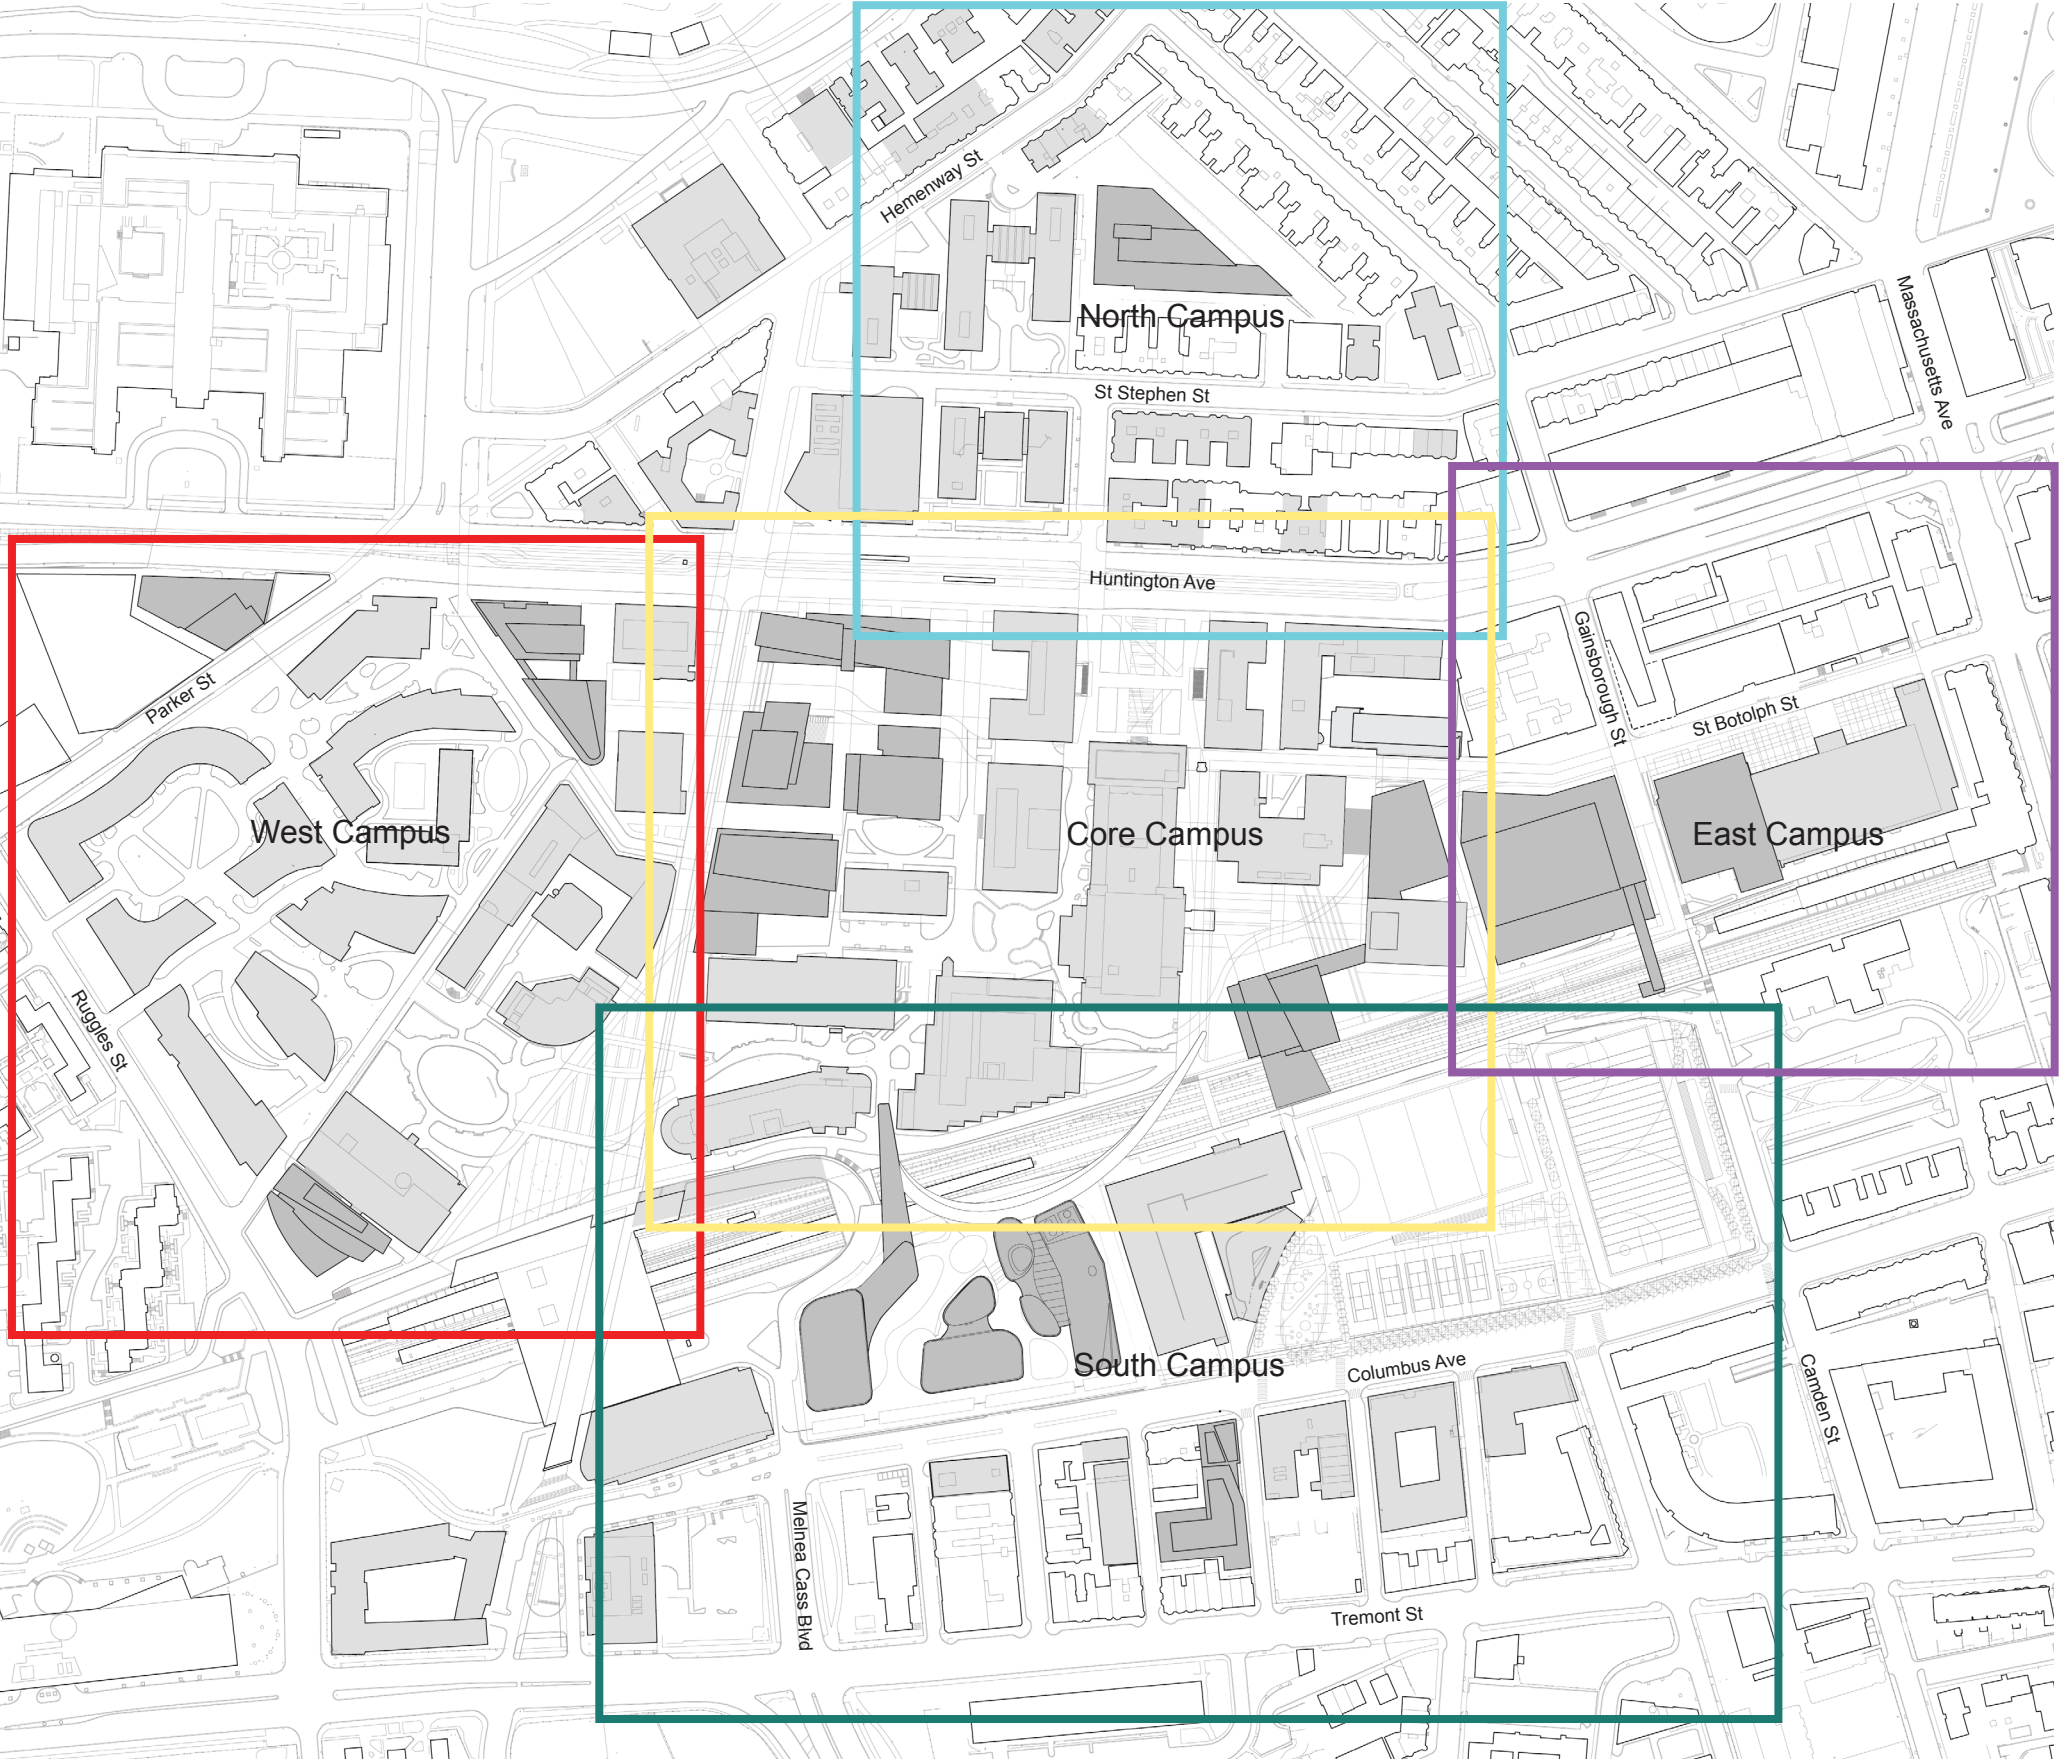 Hemenway St
North Campus
Massachusetts Ave
St Stephen St
Huntington Ave
Gainsborough St
Parker St
St Botolph St
West Campus
Core Campus
East Campus
Ruggles St
South Campus
Columbus Ave
Camden St
Melnea Cass Blvd
Tremont St